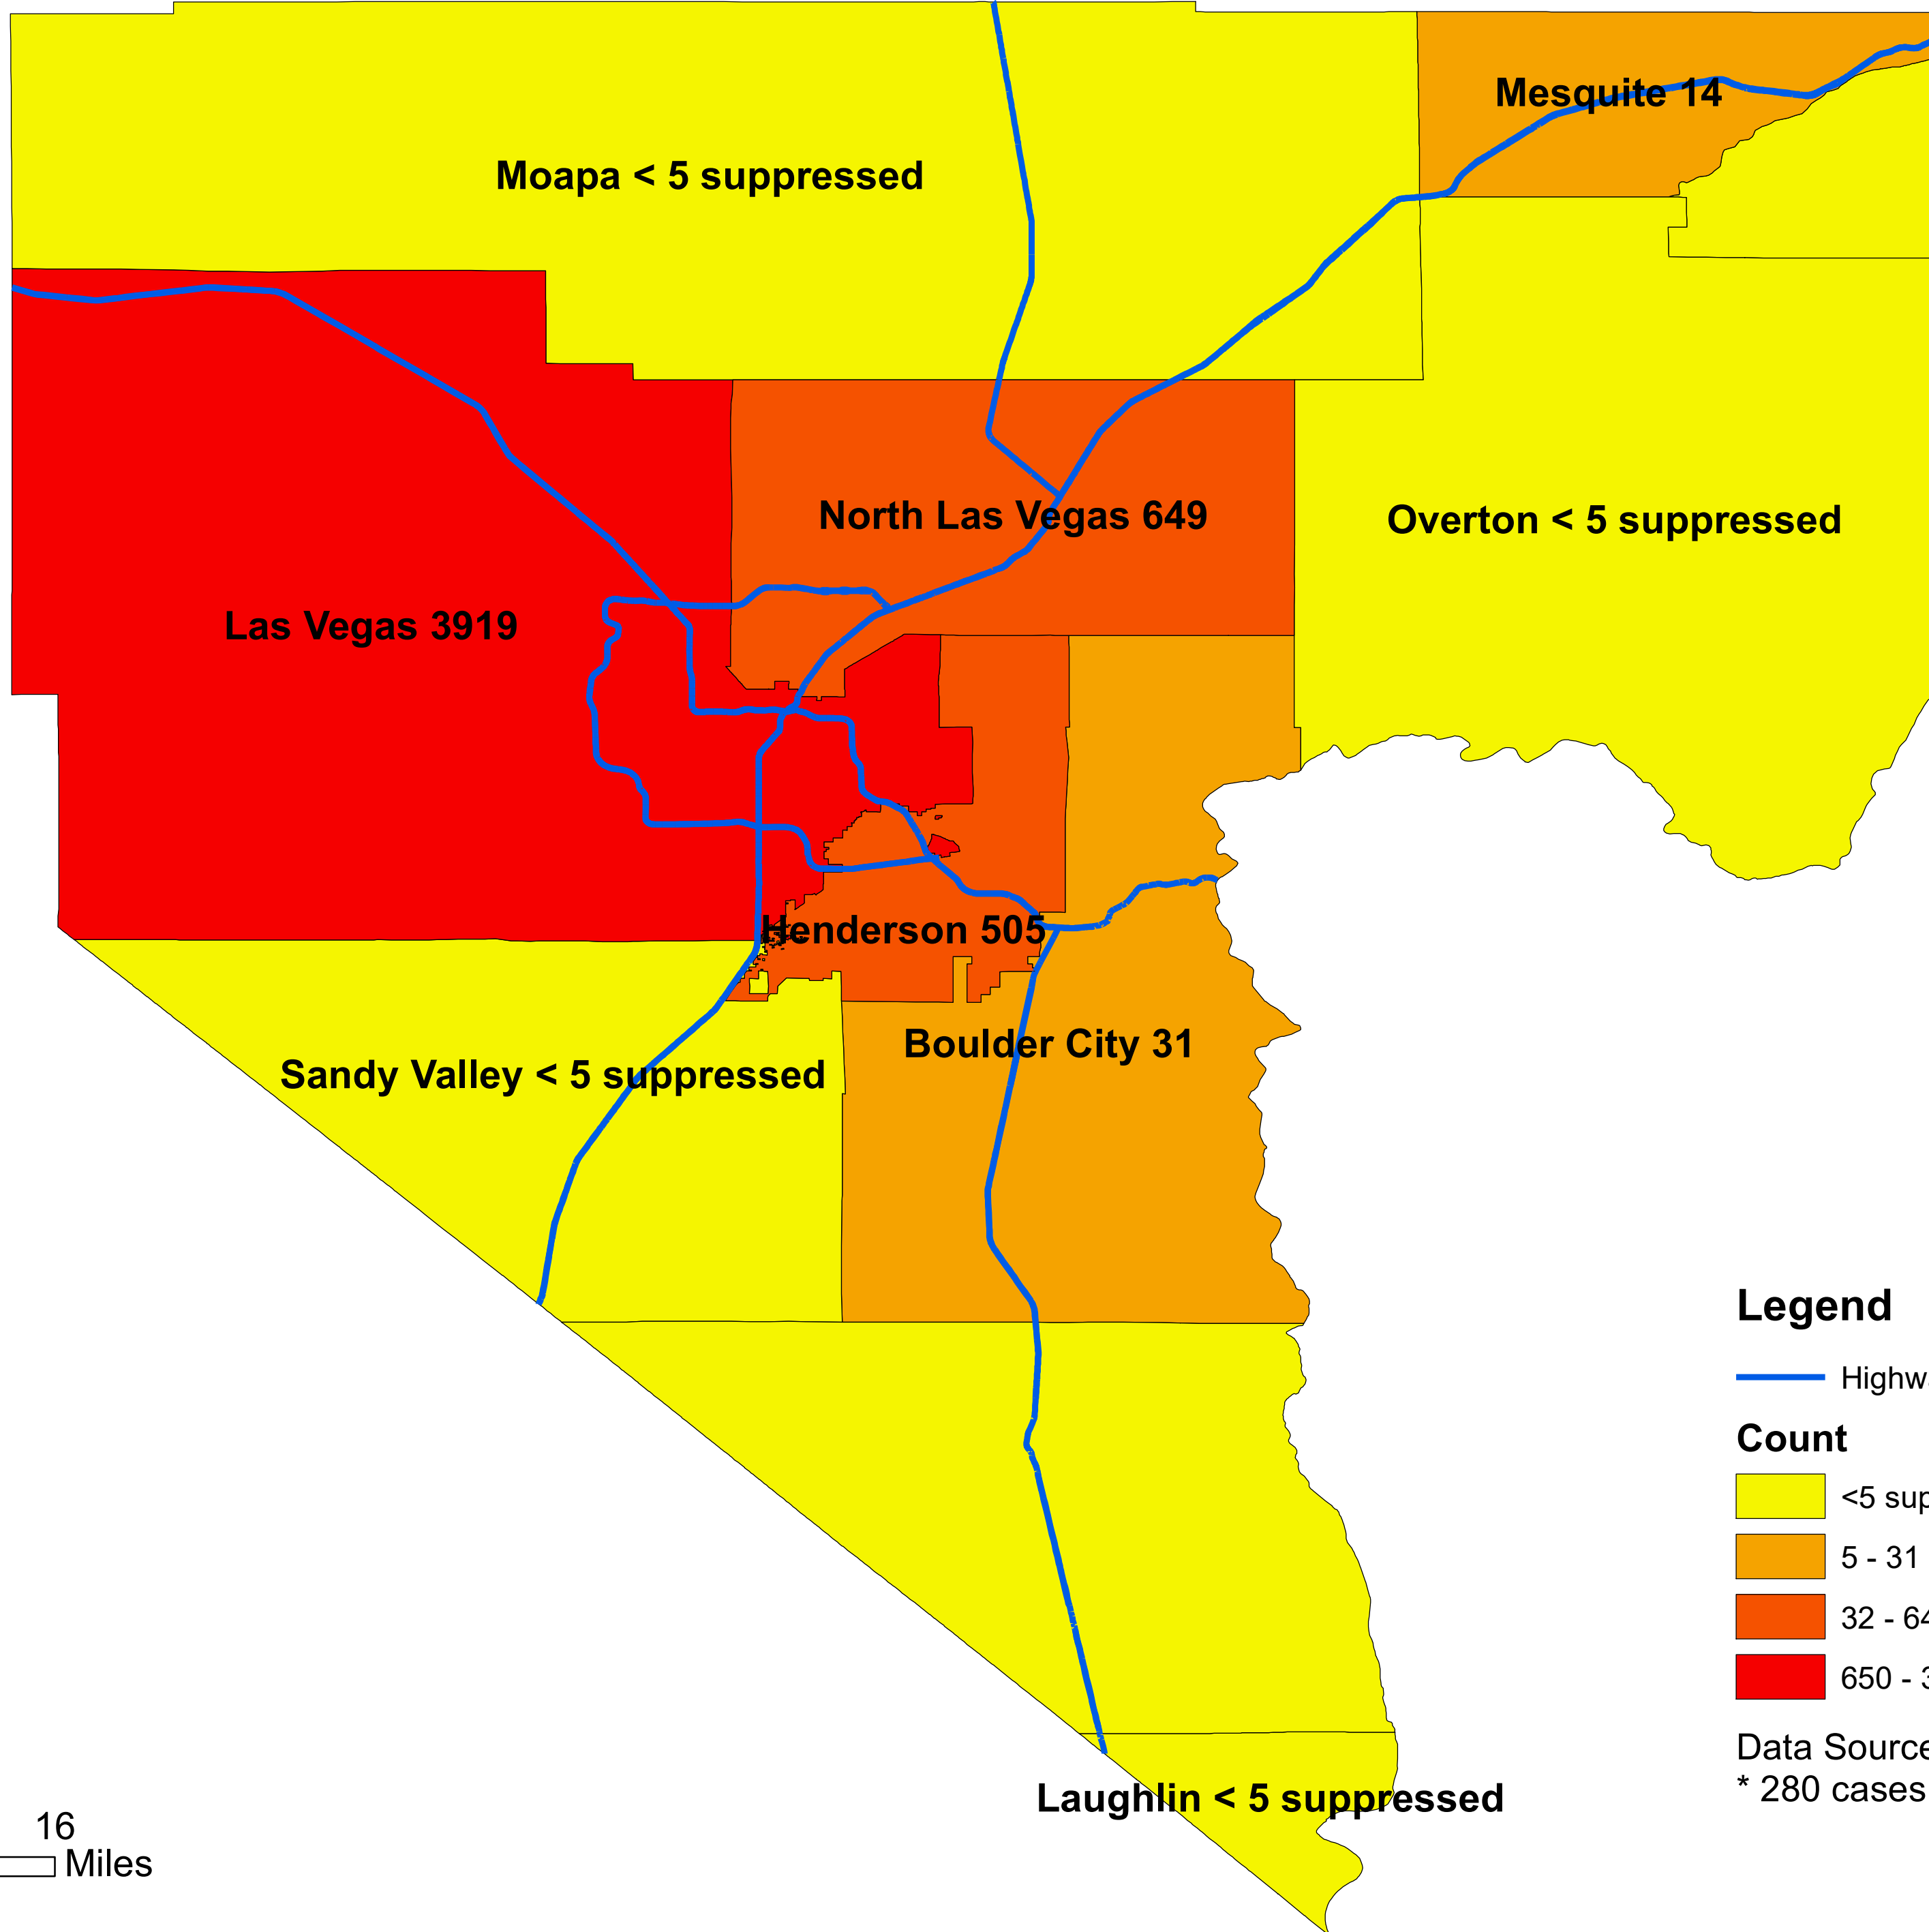 Mesquite 14
Moapa < 5 suppressed
North Las Vegas 649
Overton < 5 suppressed
Las Vegas 3919
Henderson 505
Boulder City 31
Sandy Valley < 5 suppressed
Legend
Count
<5
5 - 31
32 -
650 -
Data Source
* 280 cases
Laughlin < 5 suppressed
16
Miles